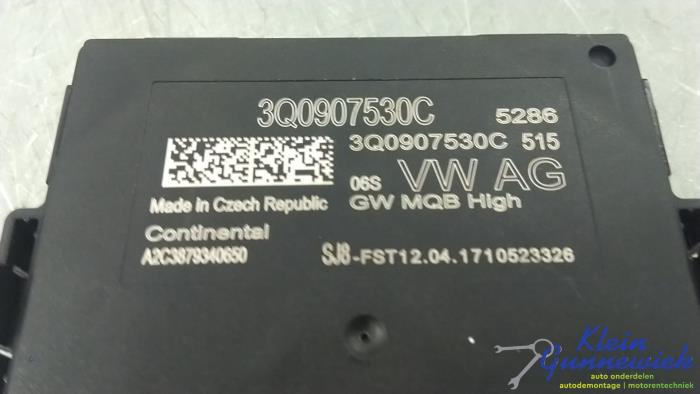 3Q0907530C 5286
3Q0907530C 515
06S VW AG
Made in Czech Republic GW MQB High
Continental
A2C3879340650 SJ8-FST12.04.1710523326
Klein
Gunnewiek
auto onderdelen
autodemontage | motorentechniek